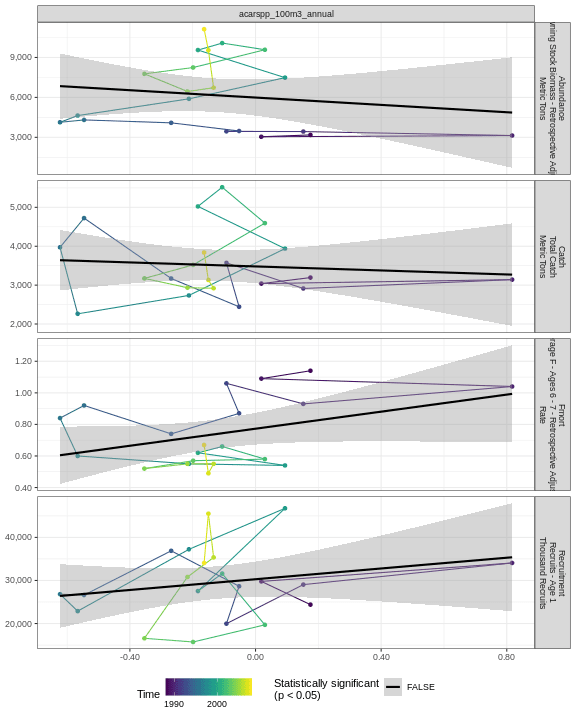 acarspp_100m3_annual
9,000
6,000
3,000
Abundance
ning Stock Biomass - Retrospective Adj
Metric Tons
5,000
4,000
3,000
2,000
Catch
Total Catch
Metric Tons
1.20
1.00
0.80
0.60
0.40
Fmort
rage F - Ages 6 - 7 - Retrospective Adjus
Rate
40,000
30,000
20,000
Recruitment
Recruits - Age 1
Thousand Recruits
-0.40
0.00
0.40
0.80
Time
1990
2000
Statistically significant
(p < 0.05)
FALSE